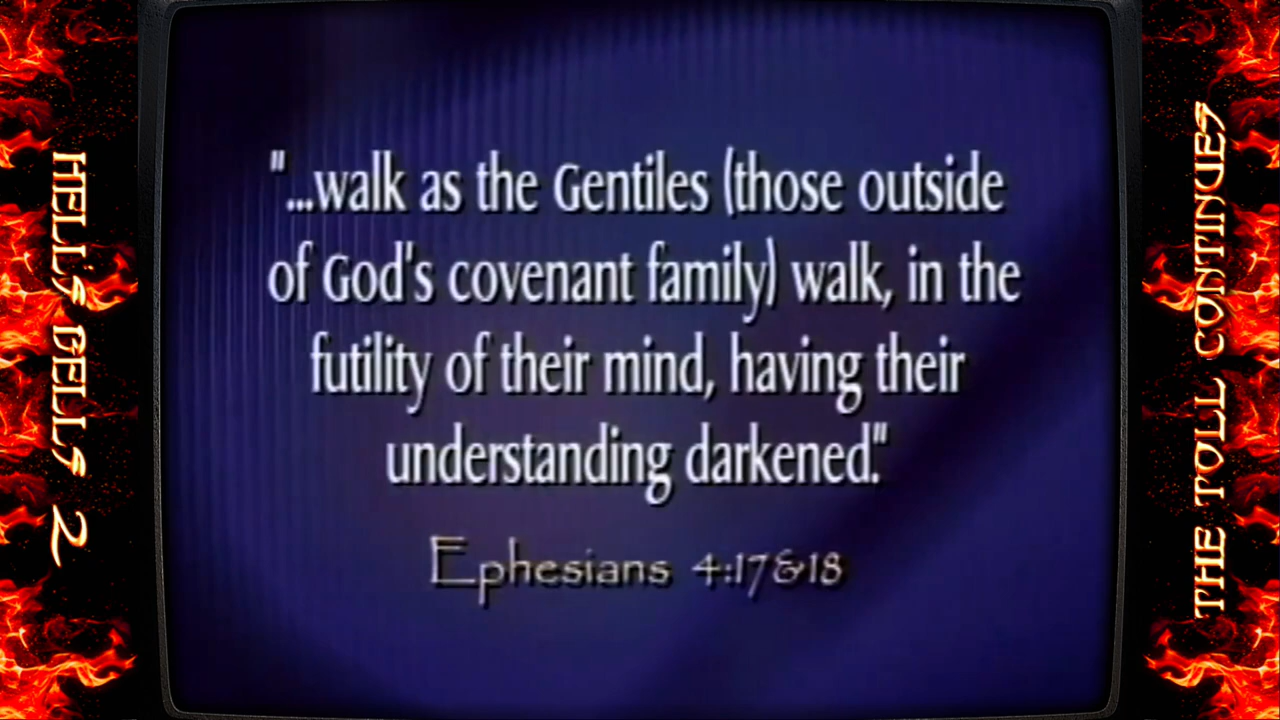 HELL'S BELLS 2
"...walk as the Gentiles (those outside
of God's covenant family) walk, in the
futility of their mind, having their
understanding darkened."
Ephesians 4:17&18
THE TOLL CONTINUES